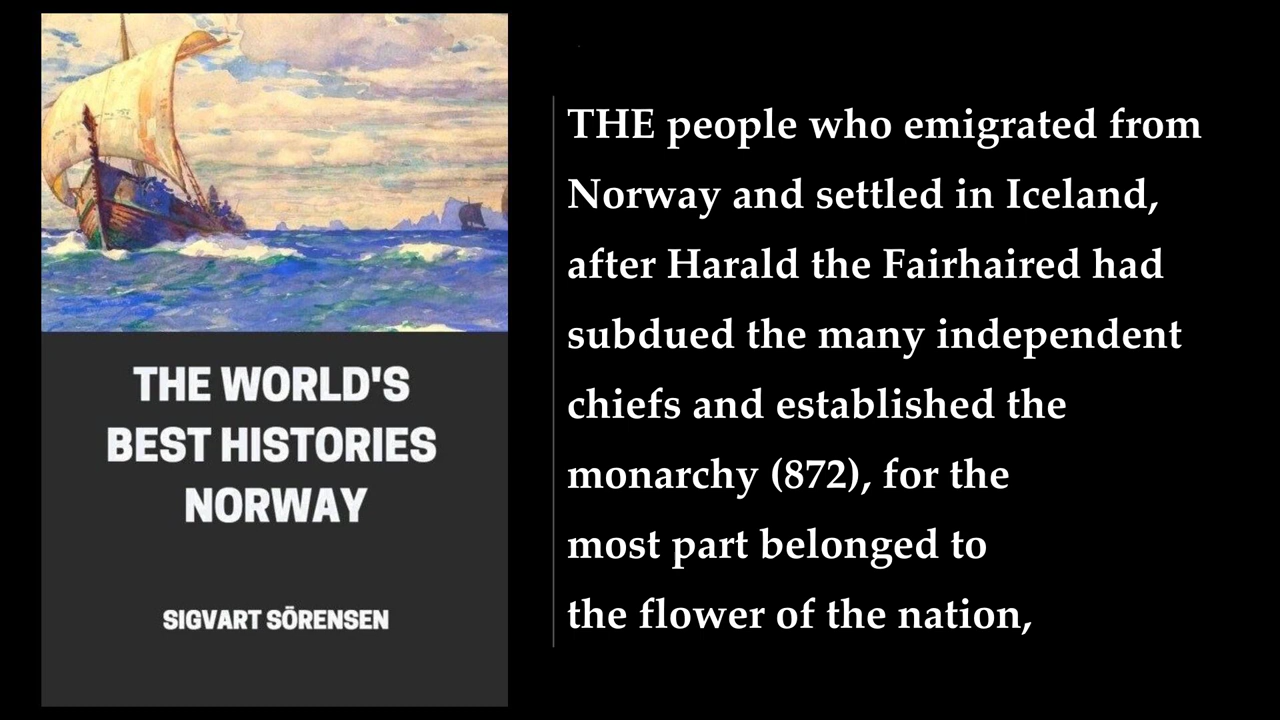 THE WORLD'S
BEST HISTORIES
NORWAY
SIGVART SÖRENSEN
THE people who emigrated from
Norway and settled in Iceland,
after Harald the Fairhaired had
subdued the many independent
chiefs and established the
monarchy (872), for the
most part belonged to
the flower of the nation,